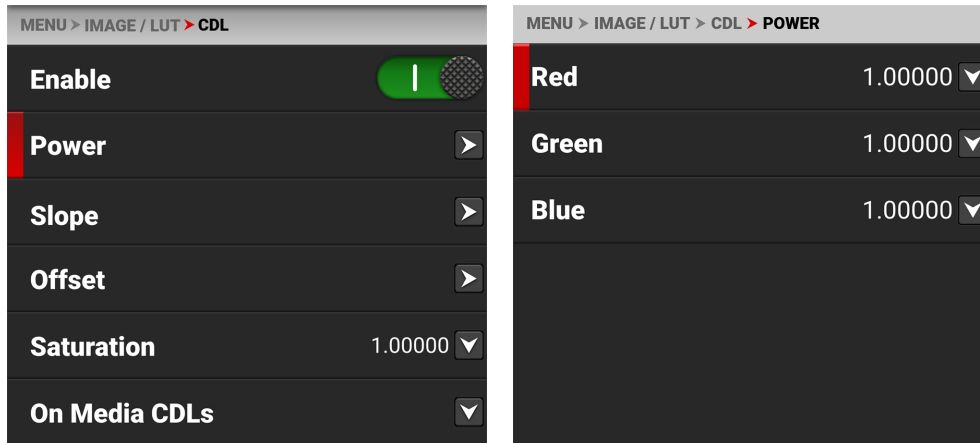 MENU > IMAGE / LUT > CDL
Enable
Power
Slope
Offset
Saturation 1.00000
On Media CDLs
MENU > IMAGE / LUT > CDL > POWER
Red 1.00000
Green 1.00000
Blue 1.00000